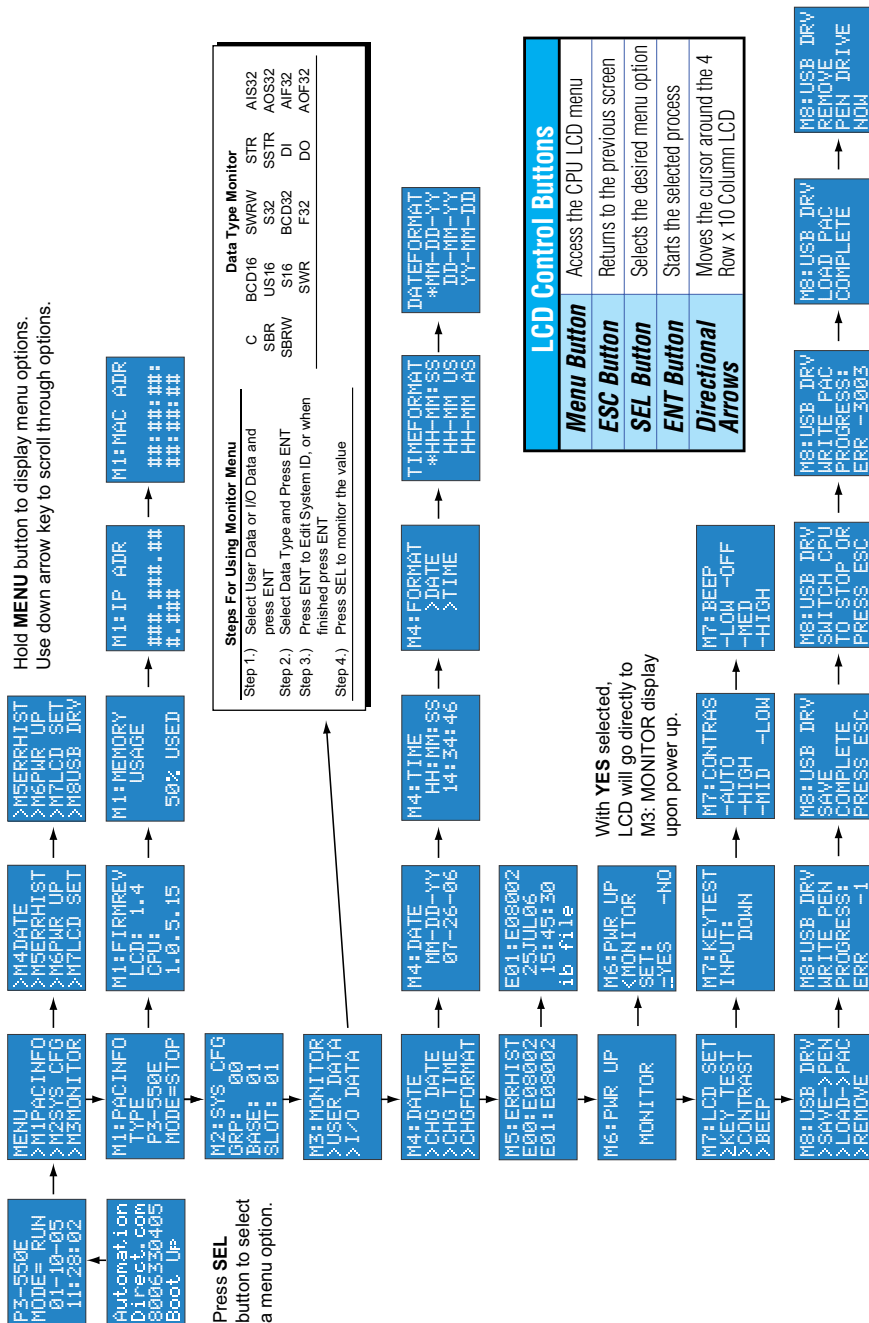 P3-550E
MODE= RUN
01-10-05
11:28:02
Automation
Direct.com
8006330405
Boot Up
Press SEL
button to select
a menu option.
Hold MENU button to display menu options.
Use down arrow key to scroll through options.
MENU
>M1PACINFO
>M2SYS CFG
>M3MONITOR
>M4DATE
>M5ERRHIST
>M6PWR UP
>M7LCD SET
>M5ERRHIST
>M6PWR UP
>M7LCD SET
>M8USB DRV
M1:PACINFO
TYPE
P3-550E
MODE=STOP
M1:FIRMREV
LCD: 1.4
CPU:
1.0.5.15
M1:MEMORY
USAGE
50% USED
M1:IP ADR
###.###.##
#.###
M1:MAC ADR
##:##:##:
##:##:##
M2:SYS CFG
GRP: 00
BASE: 01
SLOT: 01
M3:MONITOR
>USER DATA
>I/O DATA
Steps For Using Monitor Menu
Step 1.) Select User Data or I/O Data and
press ENT
Step 2.) Select Data Type and Press ENT
Step 3.) Press ENT to Edit System ID, or when
finished press ENT
Step 4.) Press SEL to monitor the value
Data Type Monitor
C BCD16 SWRW STR AIS32
SBR US16 S32 SSTR AOS32
SBRW S16 BCD32 DI AIF32
SWR F32 DO AOF32
M4:DATE
>CHG DATE
>CHG TIME
>CHGFORMAT
M4:DATE
MM-DD-YY
07-26-06
M4:TIME
HH:MM:SS
14:34:46
M4:FORMAT
>DATE
>TIME
TIMEFORMAT
*HH-MM:SS
HH-MM US
HH-MM AS
DATEFORMAT
*MM-DD-YY
DD-MM-YY
YY-MM-DD
M5:ERRHIST
E00:E08002
E01:E08002
E01:E08002
25JUL06
15:45:30
ib file
M6:PWR UP
MONITOR
M6:PWR UP
<MONITOR
SET:
-YES -NO
With YES selected,
LCD will go directly to
M3: MONITOR display
upon power up.
M7:LCD SET
>KEY TEST
>CONTRAST
>BEEP
M7:KEYTEST
INPUT:
DOWN
M7:CONTRAS
-AUTO
-HIGH
-MID -LOW
M7:BEEP
-LOW -OFF
-MED
-HIGH
M8:USB DRV
>SAVE->PEN
>LOAD->PAC
>REMOVE
M8:USB DRV
WRITE PEN
PROGRESS:
ERR -1
M8:USB DRV
SAVE
COMPLETE
PRESS ESC
M8:USB DRV
SWITCH CPU
TO STOP OR
PRESS ESC
M8:USB DRV
WRITE PAC
PROGRESS:
ERR -3003
M8:USB DRV
LOAD PAC
COMPLETE
M8:USB DRV
REMOVE
PEN DRIVE
NOW
LCD Control Buttons
Menu Button Access the CPU LCD menu
ESC Button Returns to the previous screen
SEL Button Selects the desired menu option
ENT Button Starts the selected process
Directional Arrows Moves the cursor around the 4
Row x 10 Column LCD